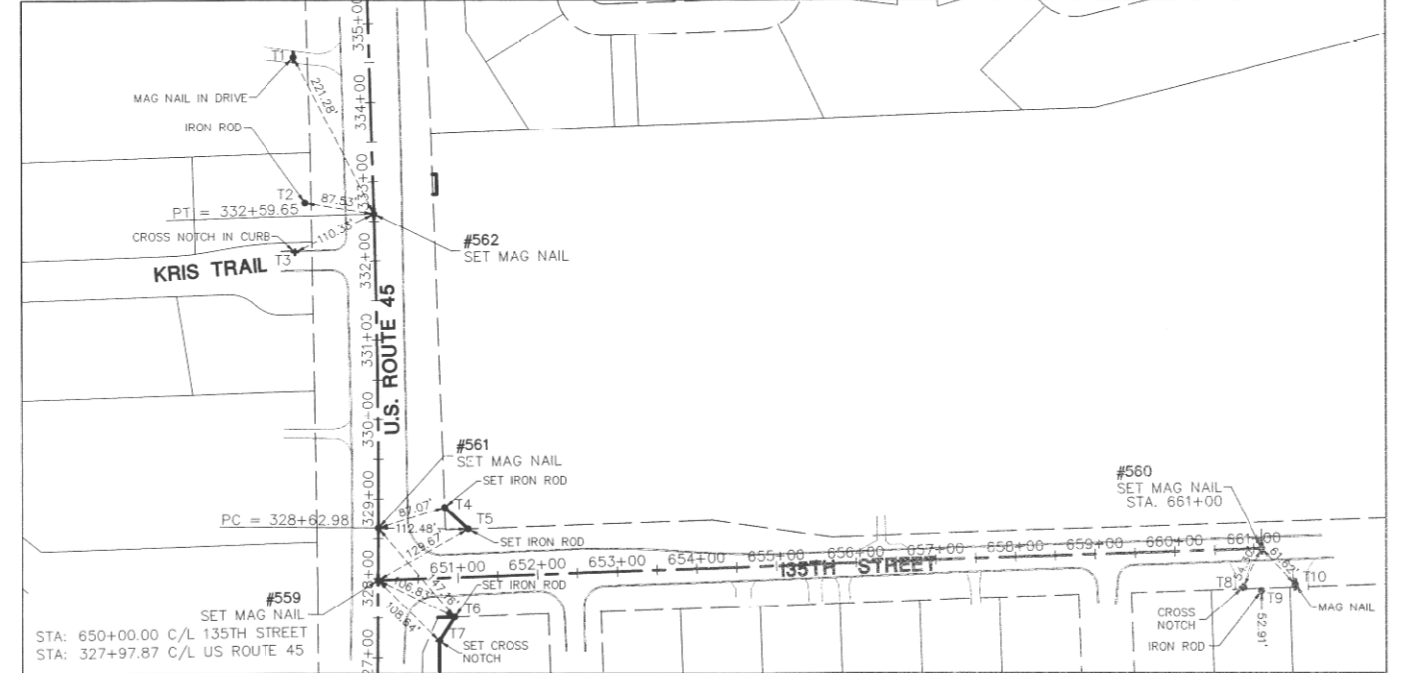 335+00
T1
221.28'
MAG NAIL IN DRIVE
334+00
IRON ROD
333+00
T2
87.53'
PT = 332+59.65
CROSS NOTCH IN CURB
#562
SET MAG NAIL
T3
332+00
KRIS TRAIL
U.S. ROUTE 45
331+00
330+00
#561
SET MAG NAIL
SET IRON ROD
329+00
T4
87.07'
PC = 328+62.98
112.48'
T5
129.67'
SET IRON ROD
#560
SET MAG NAIL
STA. 661+00
651+00
652+00
653+00
654+00
655+00
656+00
657+00
658+00
659+00
660+00
661+00
135TH STREET
328+00
106.83'
SET IRON ROD
#559
SET MAG NAIL
T6
108.64'
T7
SET CROSS
NOTCH
STA: 650+00.00 C/L 135TH STREET
STA: 327+97.87 C/L US ROUTE 45
327+00
61.62'
T8
T9
T10
MAG NAIL
CROSS
NOTCH
IRON ROD
52.91'